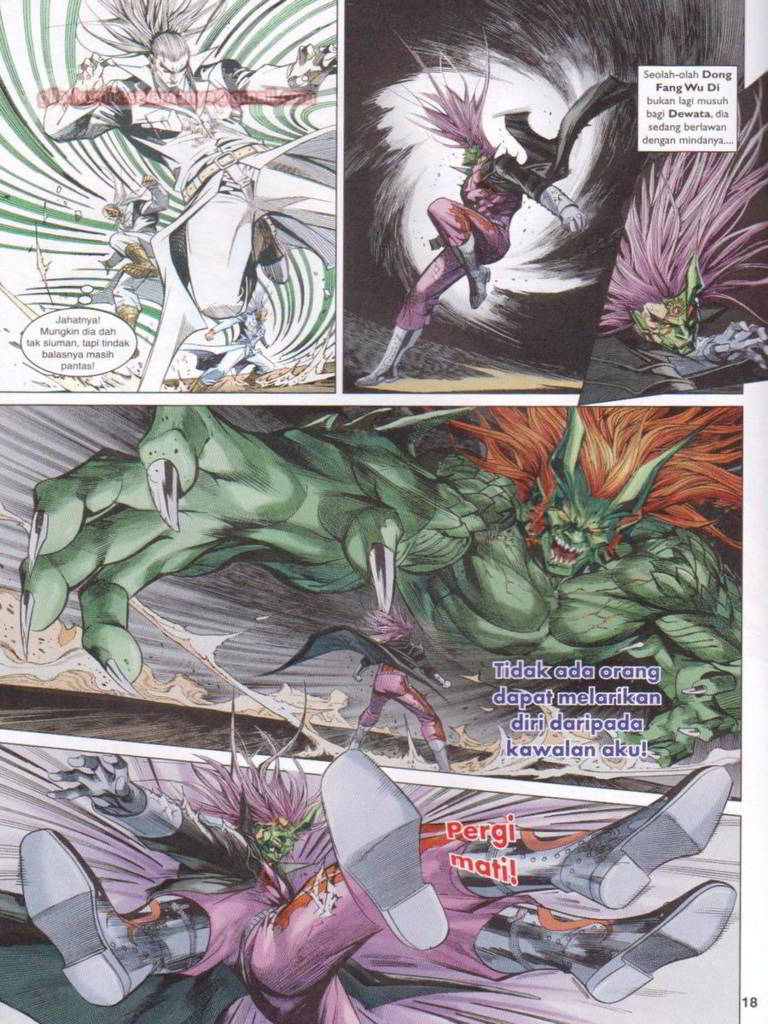 Seolah-olah Dong
Fang Wu Di
bukan lagi musuh
bagi Dewata, dia
sedang berlawan
dengan mindanya....
Jahatnya!
Mungkin dia dah
tak siuman, tapi tindak
balasnya masih
pantas!
Tidak ada orang
dapat melarikan
diri daripada
kawalan aku!
Pergi
mati!
18